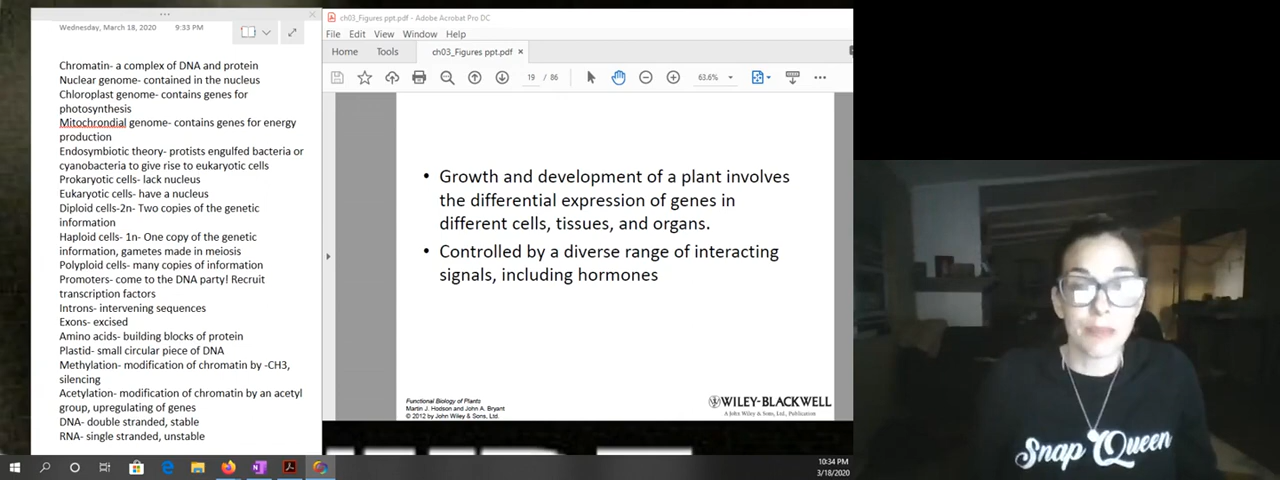 Wednesday, March 18, 2020 9:33 PM
Chromatin- a complex of DNA and protein
Nuclear genome- contained in the nucleus
Chloroplast genome- contains genes for
photosynthesis
Mitochrondial genome- contains genes for energy
production
Endosymbiotic theory- protists engulfed bacteria or
cyanobacteria to give rise to eukaryotic cells
Prokaryotic cells- lack nucleus
Eukaryotic cells- have a nucleus
Diploid cells-2n- Two copies of the genetic
information
Haploid cells- 1n- One copy of the genetic
information, gametes made in meiosis
Polyploid cells- many copies of information
Promoters- come to the DNA party! Recruit
transcription factors
Introns- intervening sequences
Exons- excised
Amino acids- building blocks of protein
Plastid- small circular piece of DNA
Methylation- modification of chromatin by -CH3,
silencing
Acetylation- modification of chromatin by an acetyl
group, upregulating of genes
DNA- double stranded, stable
RNA- single stranded, unstable
ch03_Figures ppt.pdf - Adobe Acrobat Pro DC
File Edit View Window Help
Home Tools ch03_Figures ppt.pdf ×
19 / 86 63.6%
• Growth and development of a plant involves
the differential expression of genes in
different cells, tissues, and organs.
• Controlled by a diverse range of interacting
signals, including hormones
Functional Biology of Plants
Martin J. Hodson and John A. Bryant
© 2012 by John Wiley & Sons, Ltd.
WILEY-BLACKWELL
A John Wiley & Sons, Ltd., Publication
10:34 PM
3/18/2020
Snap Queen